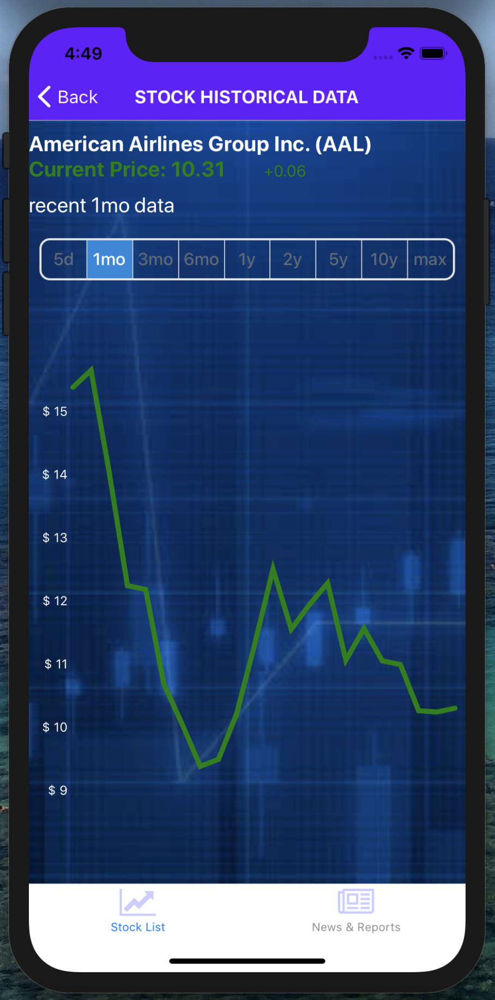 4:49
Back STOCK HISTORICAL DATA
American Airlines Group Inc. (AAL)
Current Price: 10.31 +0.06
recent 1mo data
5d 1mo 3mo 6mo 1y 2y 5y 10y max
$ 15
$ 14
$ 13
$ 12
$ 11
$ 10
$ 9
Stock List News & Reports